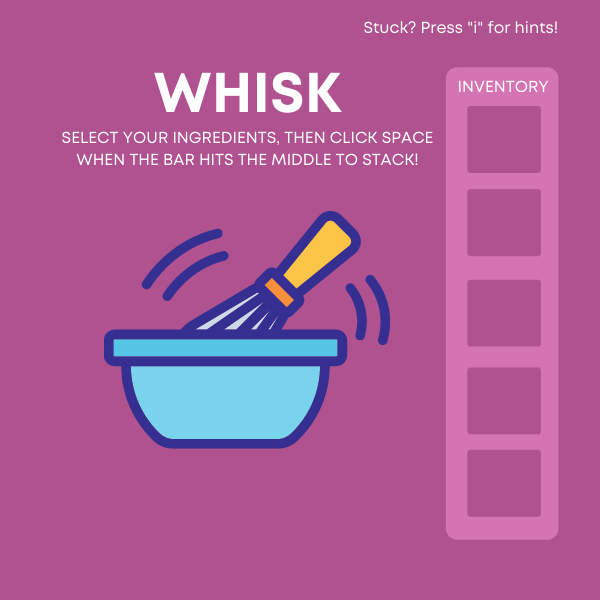 Stuck? Press "i" for hints!
WHISK
SELECT YOUR INGREDIENTS, THEN CLICK SPACE
WHEN THE BAR HITS THE MIDDLE TO STACK!
INVENTORY